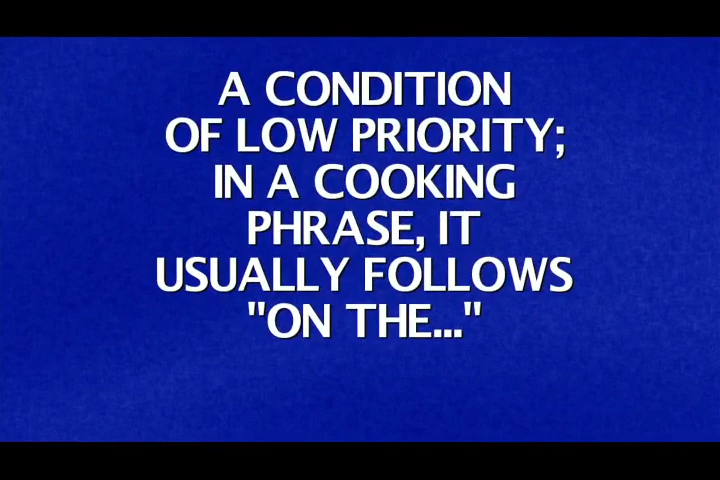 A CONDITION
OF LOW PRIORITY;
IN A COOKING
PHRASE, IT
USUALLY FOLLOWS
"ON THE..."